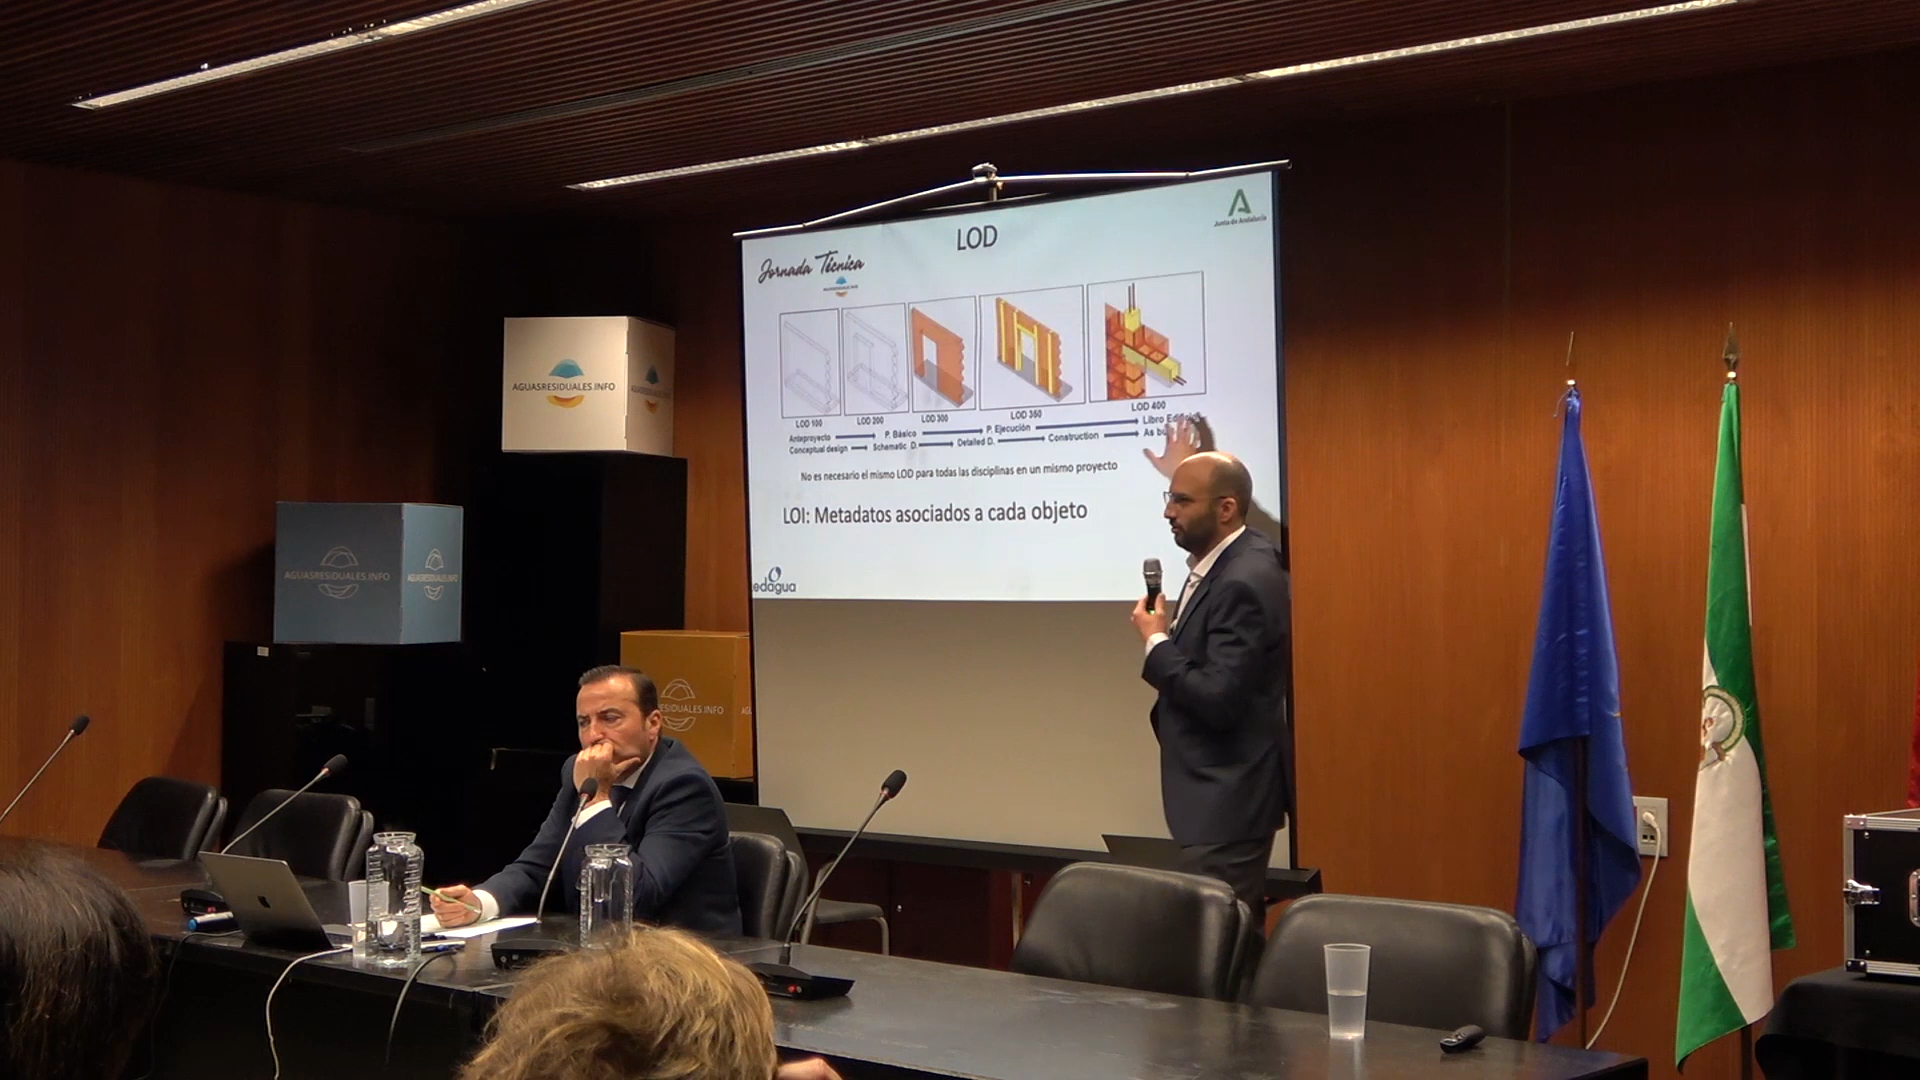 LOD
Junta de Andalucía
Jornada Técnica
LOD 100
LOD 200
LOD 300
LOD 350
LOD 400
Anteproyecto
P. Básico
P. Ejecución
Libro
Conceptual design
Schematic D.
Detailed D.
Construction
As
No es necesario el mismo LOD para todas las disciplinas en un mismo proyecto
LOI: Metadatos asociados a cada objeto
edagua
AGUASRESIDUALES.INFO
AGUASRESIDUALES.INFO
AGUASRESIDUALES.INFO